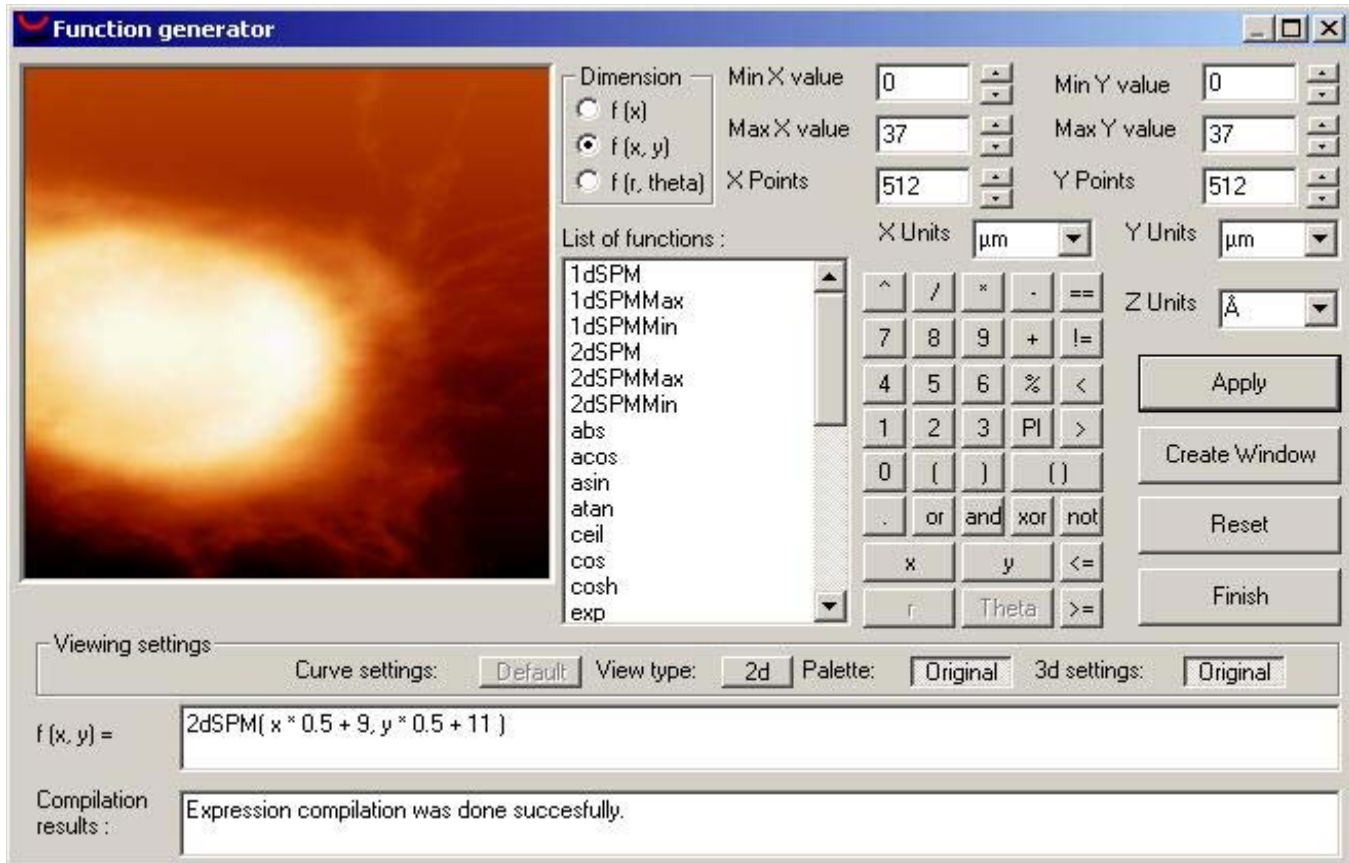 Function generator
Dimension
f (x)
f (x, y)
f (r, theta)
Min X value 0
Max X value 37
X Points 512
Min Y value 0
Max Y value 37
Y Points 512
X Units µm
Y Units µm
Z Units Å
List of functions :
1dSPM
1dSPMMax
1dSPMMin
2dSPM
2dSPMMax
2dSPMMin
abs
acos
asin
atan
ceil
cos
cosh
exp
^ / * - ==
7 8 9 + !=
4 5 6 % <
1 2 3 PI >
0 ( ) ( )
. or and xor not
x y <=
r Theta >=
Apply
Create Window
Reset
Finish
Viewing settings
Curve settings: Default View type: 2d Palette: Original 3d settings: Original
f (x, y) =
2dSPM( x * 0.5 + 9, y * 0.5 + 11 )
Compilation
results :
Expression compilation was done succesfully.